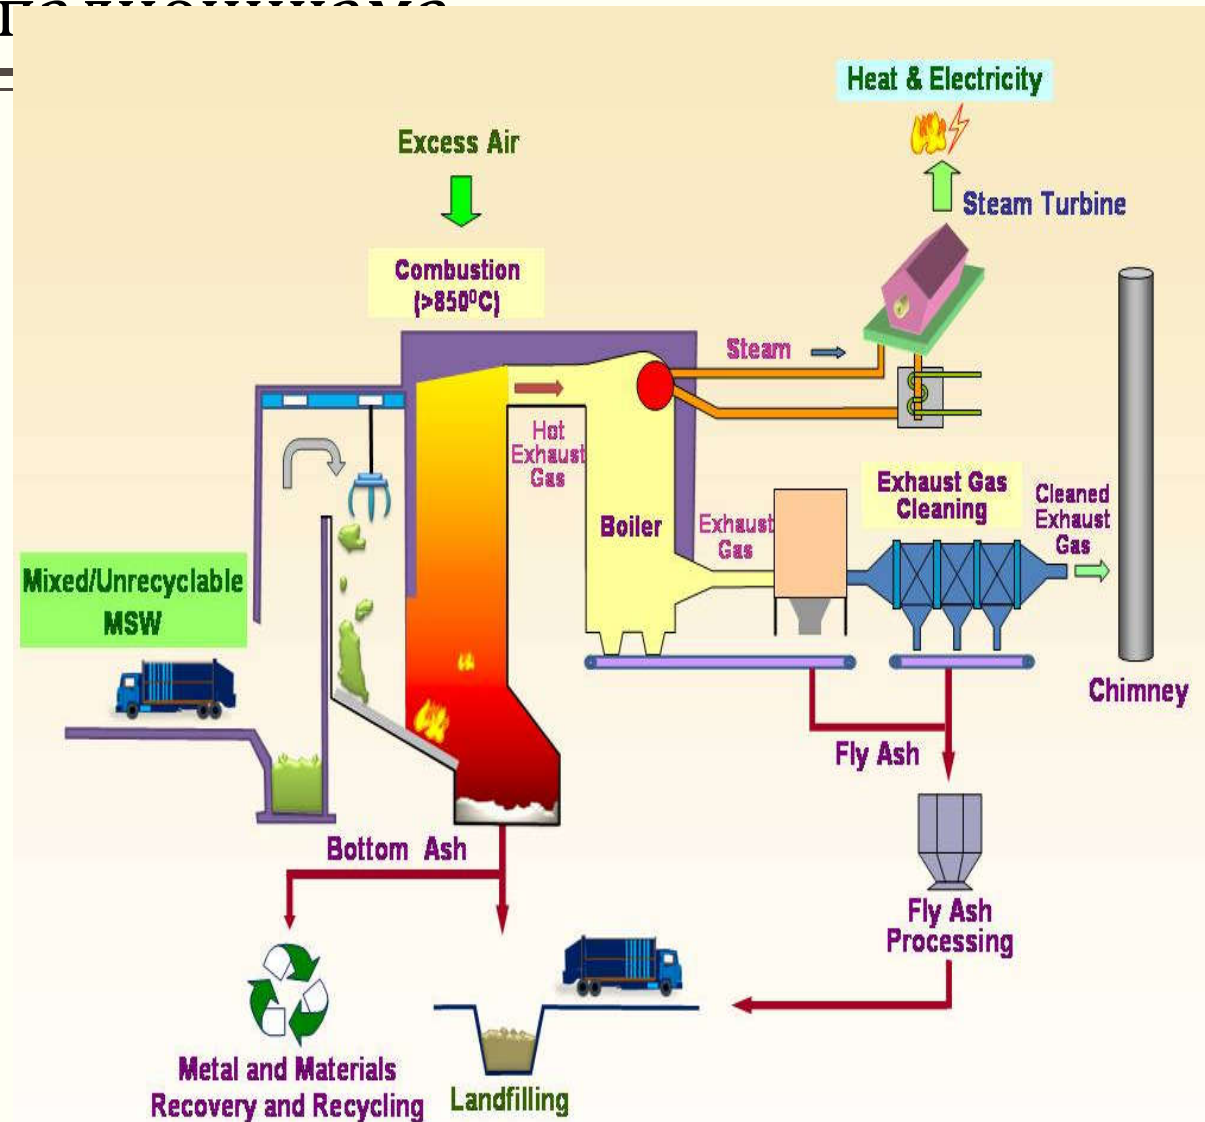 Heat & Electricity
Excess Air
Steam Turbine
Combustion
(>850⁰C)
Steam
Hot
Exhaust
Gas
Exhaust Gas
Cleaning
Cleaned
Exhaust
Gas
Boiler
Exhaust
Gas
Mixed/Unrecyclable
MSW
Chimney
Fly Ash
Bottom Ash
Fly Ash
Processing
Metal and Materials
Recovery and Recycling
Landfilling